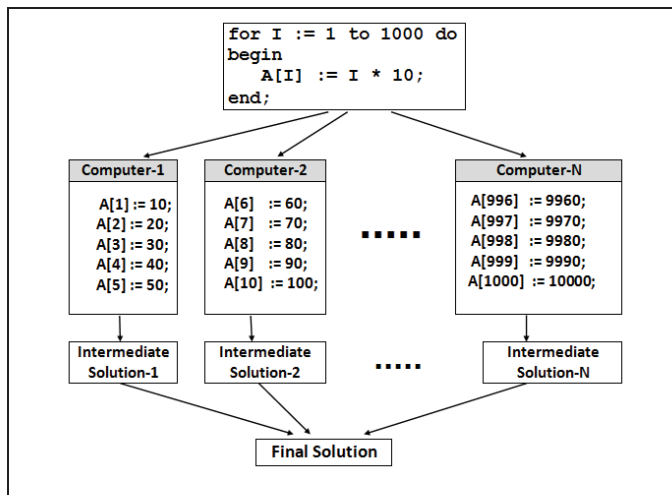 for I := 1 to 1000 do
begin
A[I] := I * 10;
end;
Computer-1
A[1] := 10;
A[2] := 20;
A[3] := 30;
A[4] := 40;
A[5] := 50;
Computer-2
A[6] := 60;
A[7] := 70;
A[8] := 80;
A[9] := 90;
A[10] := 100;
.....
Computer-N
A[996] := 9960;
A[997] := 9970;
A[998] := 9980;
A[999] := 9990;
A[1000] := 10000;
Intermediate
Solution-1
Intermediate
Solution-2
.....
Intermediate
Solution-N
Final Solution